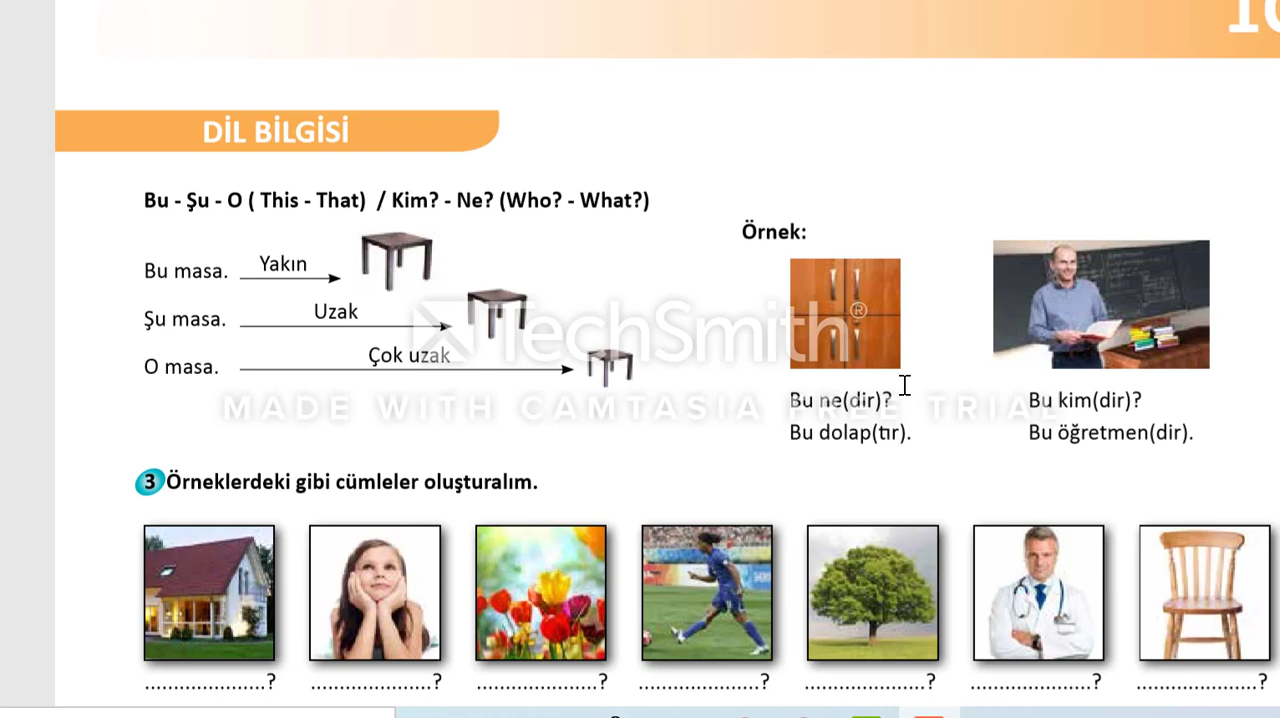 DİL BİLGİSİ
Bu - Şu - O ( This - That) / Kim? - Ne? (Who? - What?)
Örnek:
Bu masa.
Yakın
Şu masa.
Uzak
O masa.
Çok uzak
TechSmith®
MADE WITH CAMTASIA FREE TRIAL
Bu ne(dir)?
Bu dolap(tır).
Bu kim(dir)?
Bu öğretmen(dir).
3 Örneklerdeki gibi cümleler oluşturalım.
.....................? .....................? .....................? .....................? .....................? .....................? .....................?